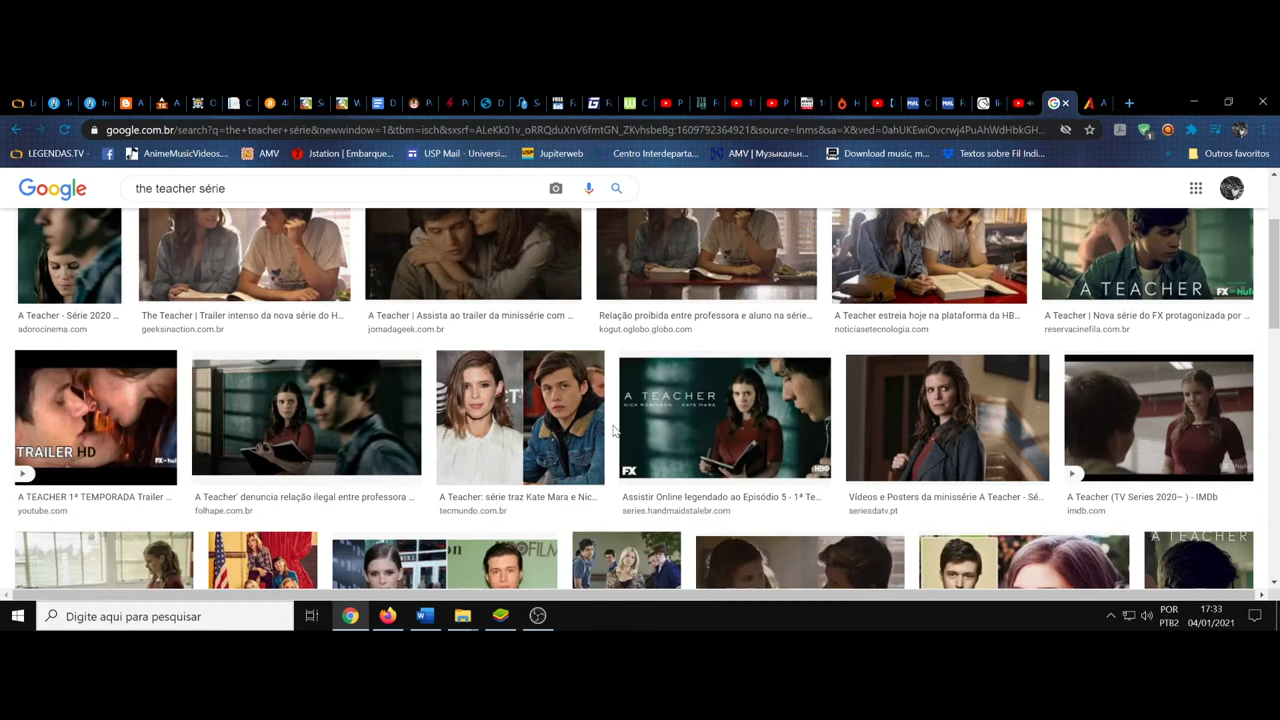 google.com.br/search?q=the+teacher+série&newwindow=1&tbm=isch&sxsrf=ALeKk01v_oRRQduXnV6fmtGN_ZKvhsbeBg:1609792364921&source=lnms&sa=X&ved=0ahUKEwiOvcrwj4PuAhWdHbkGH...
LEGENDAS.TV
AnimeMusicVideos...
AMV
Jstation | Embarque...
USP Mail - Universi...
Jupiterweb
Centro Interdeparta...
AMV | Музыкальн...
Download music, m...
Textos sobre Fil Indi...
Outros favoritos
Google
the teacher série
A TEACHER
FX hulu
A Teacher - Série 2020 ...
The Teacher | Trailer intenso da nova série do H...
A Teacher | Assista ao trailer da minissérie com ...
Relação proibida entre professora e aluno na série...
A Teacher estreia hoje na plataforma da HB...
A Teacher | Nova série do FX protagonizada por ...
adorocinema.com
geeksinaction.com.br
jornadageek.com.br
kogut.oglobo.globo.com
noticiasetecnologia.com
reservacinefila.com.br
TRAILER HD
A TEACHER
NICK ROBINSON KATE MARA
FX
HBO
A TEACHER 1ª TEMPORADA Trailer ...
A Teacher' denuncia relação ilegal entre professora ...
A Teacher: série traz Kate Mara e Nic...
Assistir Online legendado ao Episódio 5 - 1ª Te...
Vídeos e Posters da minissérie A Teacher - Sé...
A Teacher (TV Series 2020– ) - IMDb
youtube.com
folhape.com.br
tecmundo.com.br
series.handmaidstalebr.com
seriesdatv.pt
imdb.com
HBOFILM
A TEACHER
Digite aqui para pesquisar
POR
PTB2
17:33
04/01/2021